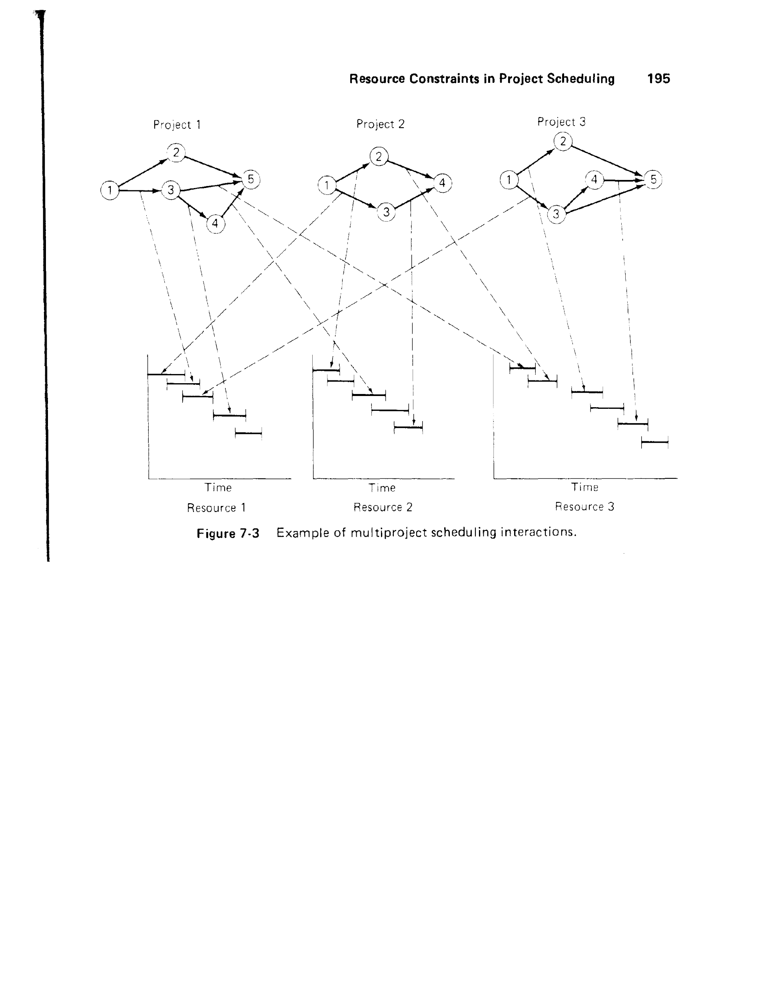 Resource Constraints in Project Scheduling 195
Project 1 Project 2 Project 3
2
1 3 5
4
2
1 4
3
2
1 4 5
3
Time Time Time
Resource 1 Resource 2 Resource 3
Figure 7-3 Example of multiproject scheduling interactions.